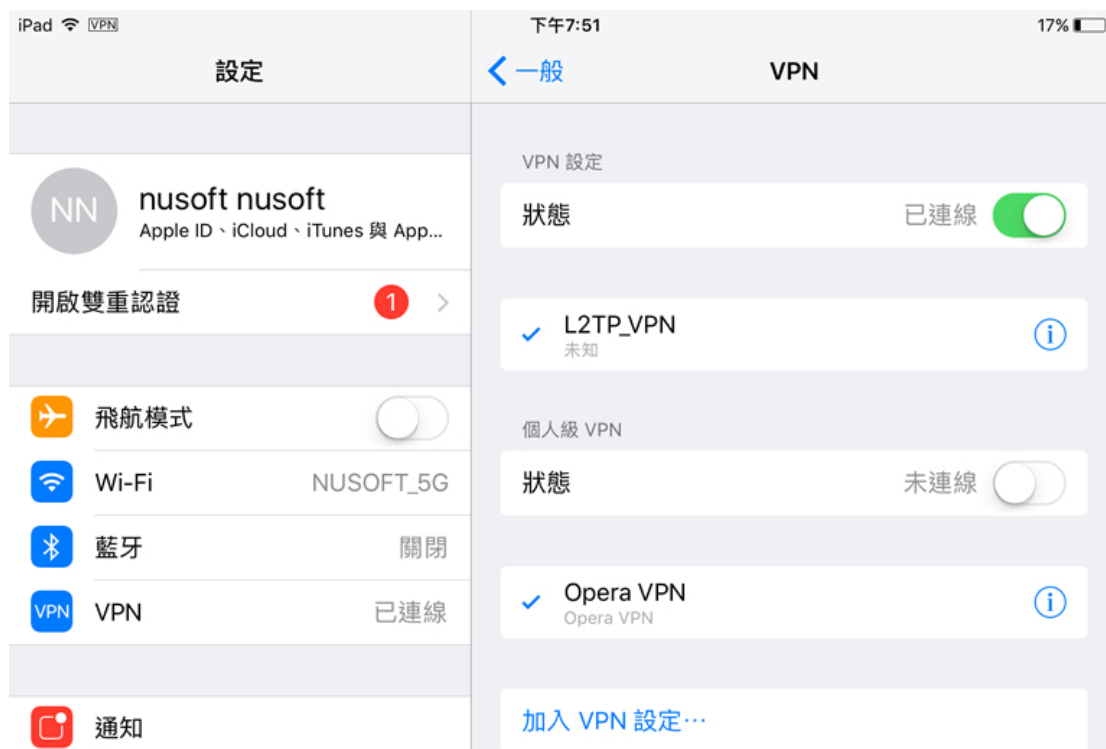 iPad VPN 下午7:51 17%
設定
一般 VPN
NN
nusoft nusoft
Apple ID、iCloud、iTunes 與 App...
開啟雙重認證 1
飛航模式
Wi-Fi NUSOFT_5G
藍牙 關閉
VPN VPN 已連線
通知
VPN 設定
狀態 已連線
L2TP_VPN
未知
個人級 VPN
狀態 未連線
Opera VPN
Opera VPN
加入 VPN 設定⋯